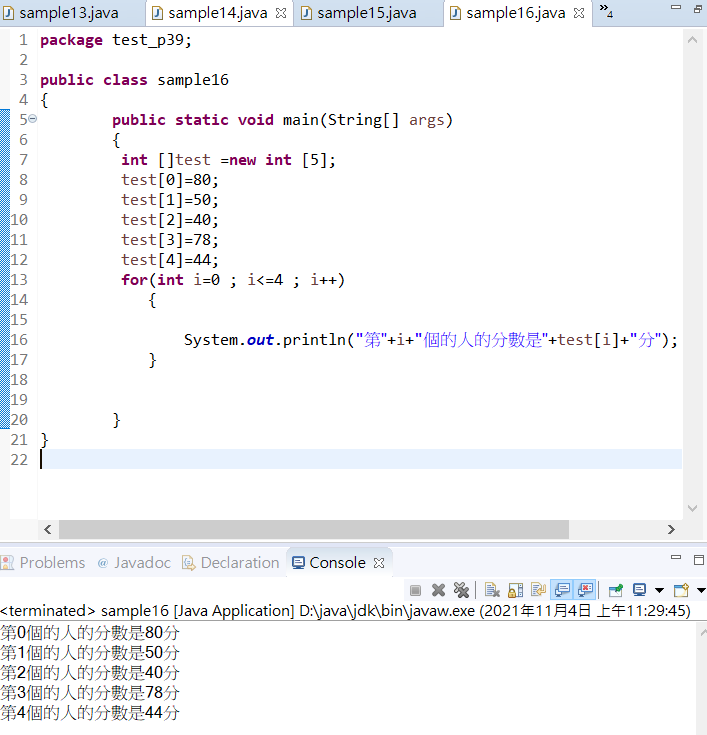 sample13.java sample14.java sample15.java sample16.java »4
1 package test_p39;
2
3 public class sample16
4 {
5 public static void main(String[] args)
6 {
7 int []test =new int [5];
8 test[0]=80;
9 test[1]=50;
10 test[2]=40;
11 test[3]=78;
12 test[4]=44;
13 for(int i=0 ; i<=4 ; i++)
14 {
15
16 System.out.println("第"+i+"個的人的分數是"+test[i]+"分");
17 }
18
19
20 }
21 }
22
Problems @ Javadoc Declaration Console
<terminated> sample16 [Java Application] D:\java\jdk\bin\javaw.exe (2021年11月4日 上午11:29:45)
第0個的人的分數是80分
第1個的人的分數是50分
第2個的人的分數是40分
第3個的人的分數是78分
第4個的人的分數是44分